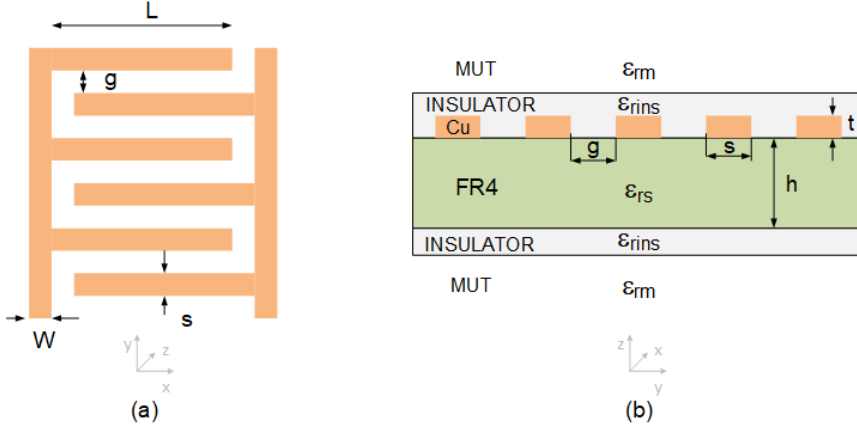 L
g
s
W
y
z
x
(a)
MUT εrm
INSULATOR εrins
Cu
t
g
s
FR4
εrs
h
INSULATOR εrins
MUT εrm
z
x
y
(b)